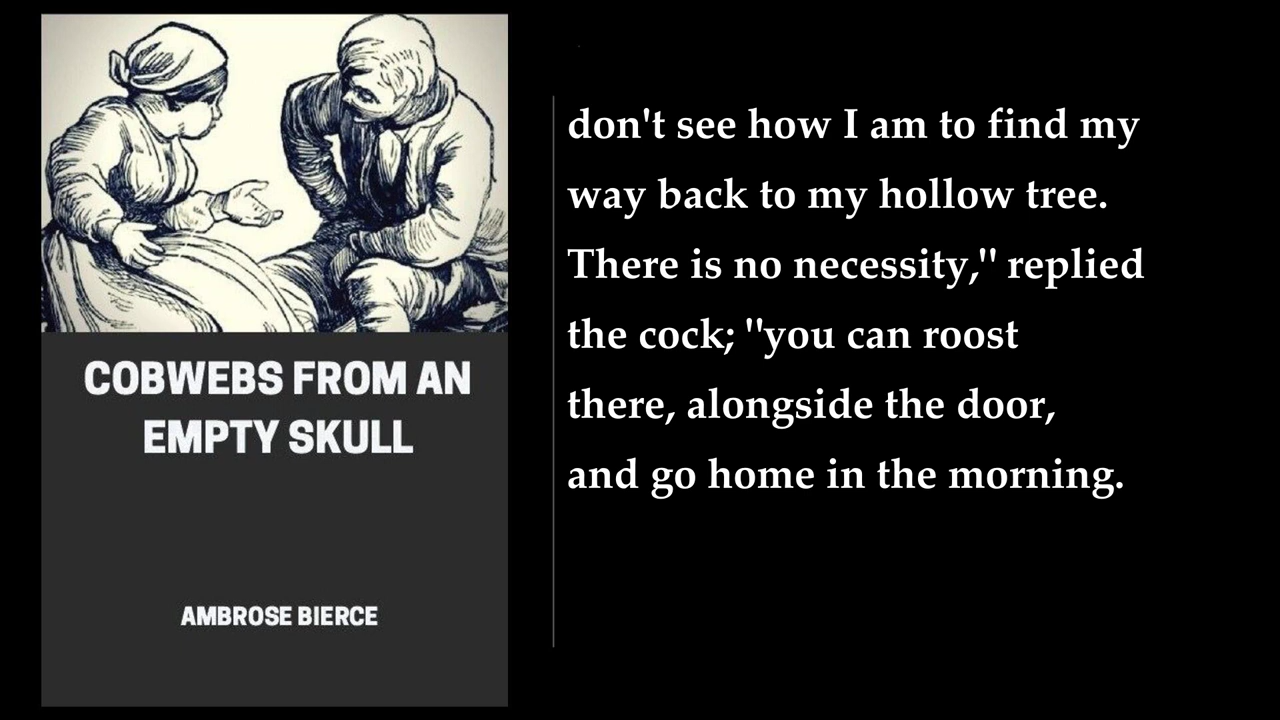 COBWEBS FROM AN
EMPTY SKULL
AMBROSE BIERCE
don't see how I am to find my
way back to my hollow tree.
There is no necessity," replied
the cock; "you can roost
there, alongside the door,
and go home in the morning.